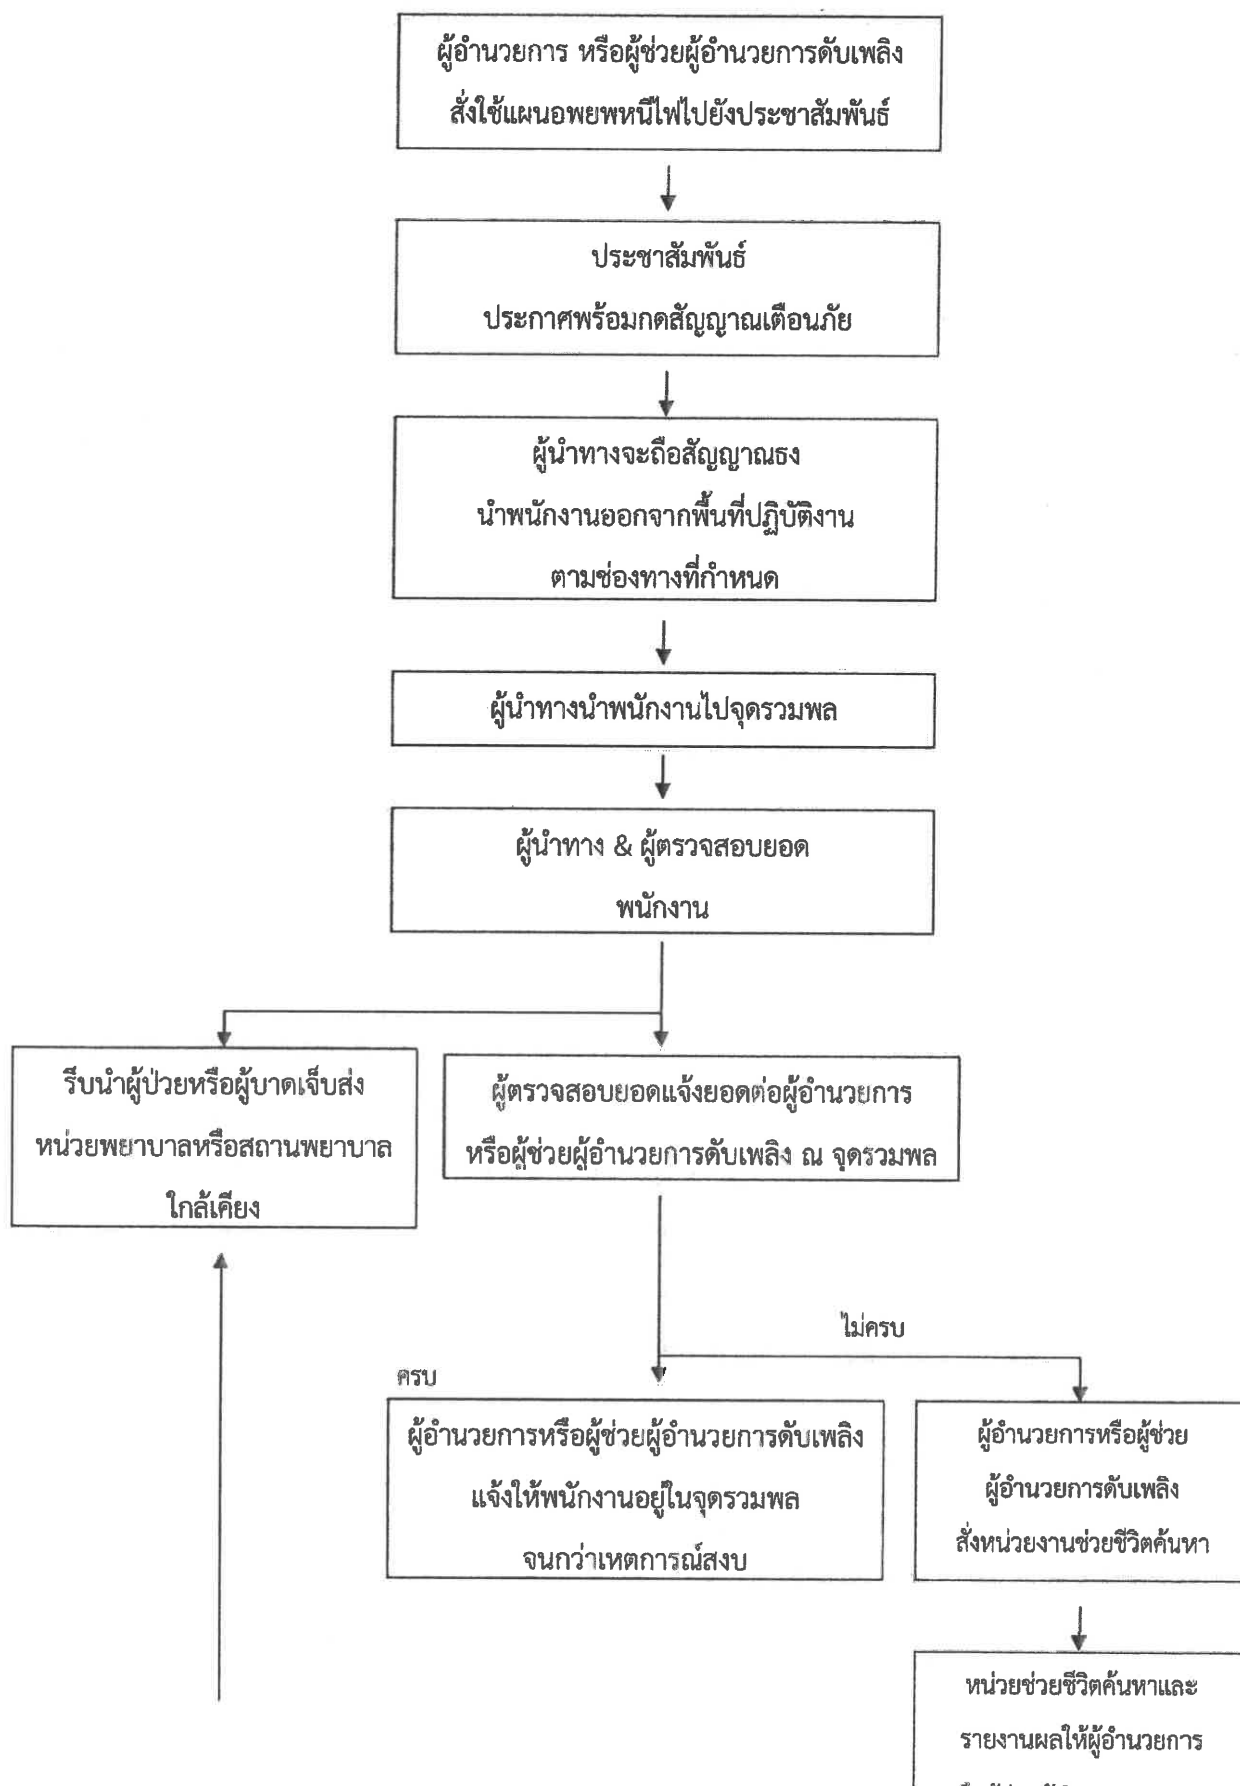 ผู้อำนวยการ หรือผู้ช่วยผู้อำนวยการดับเพลิง
สั่งใช้แผนอพยพหนีไฟไปยังประชาสัมพันธ์
ประชาสัมพันธ์
ประกาศพร้อมกดสัญญาณเตือนภัย
ผู้นำทางจะถือสัญญาณธง
นำพนักงานออกจากพื้นที่ปฏิบัติงาน
ตามช่องทางที่กำหนด
ผู้นำทางนำพนักงานไปจุดรวมพล
ผู้นำทาง & ผู้ตรวจสอบยอด
พนักงาน
รีบนำผู้ป่วยหรือผู้บาดเจ็บส่ง
หน่วยพยาบาลหรือสถานพยาบาล
ใกล้เคียง
ผู้ตรวจสอบยอดแจ้งยอดต่อผู้อำนวยการ
หรือผู้ช่วยผู้อำนวยการดับเพลิง ณ จุดรวมพล
ไม่ครบ
ครบ
ผู้อำนวยการหรือผู้ช่วยผู้อำนวยการดับเพลิง
แจ้งให้พนักงานอยู่ในจุดรวมพล
จนกว่าเหตการณ์สงบ
ผู้อำนวยการหรือผู้ช่วย
ผู้อำนวยการดับเพลิง
สั่งหน่วยงานช่วยชีวิตค้นหา
หน่วยช่วยชีวิตค้นหาและ
รายงานผลให้ผู้อำนวยการ